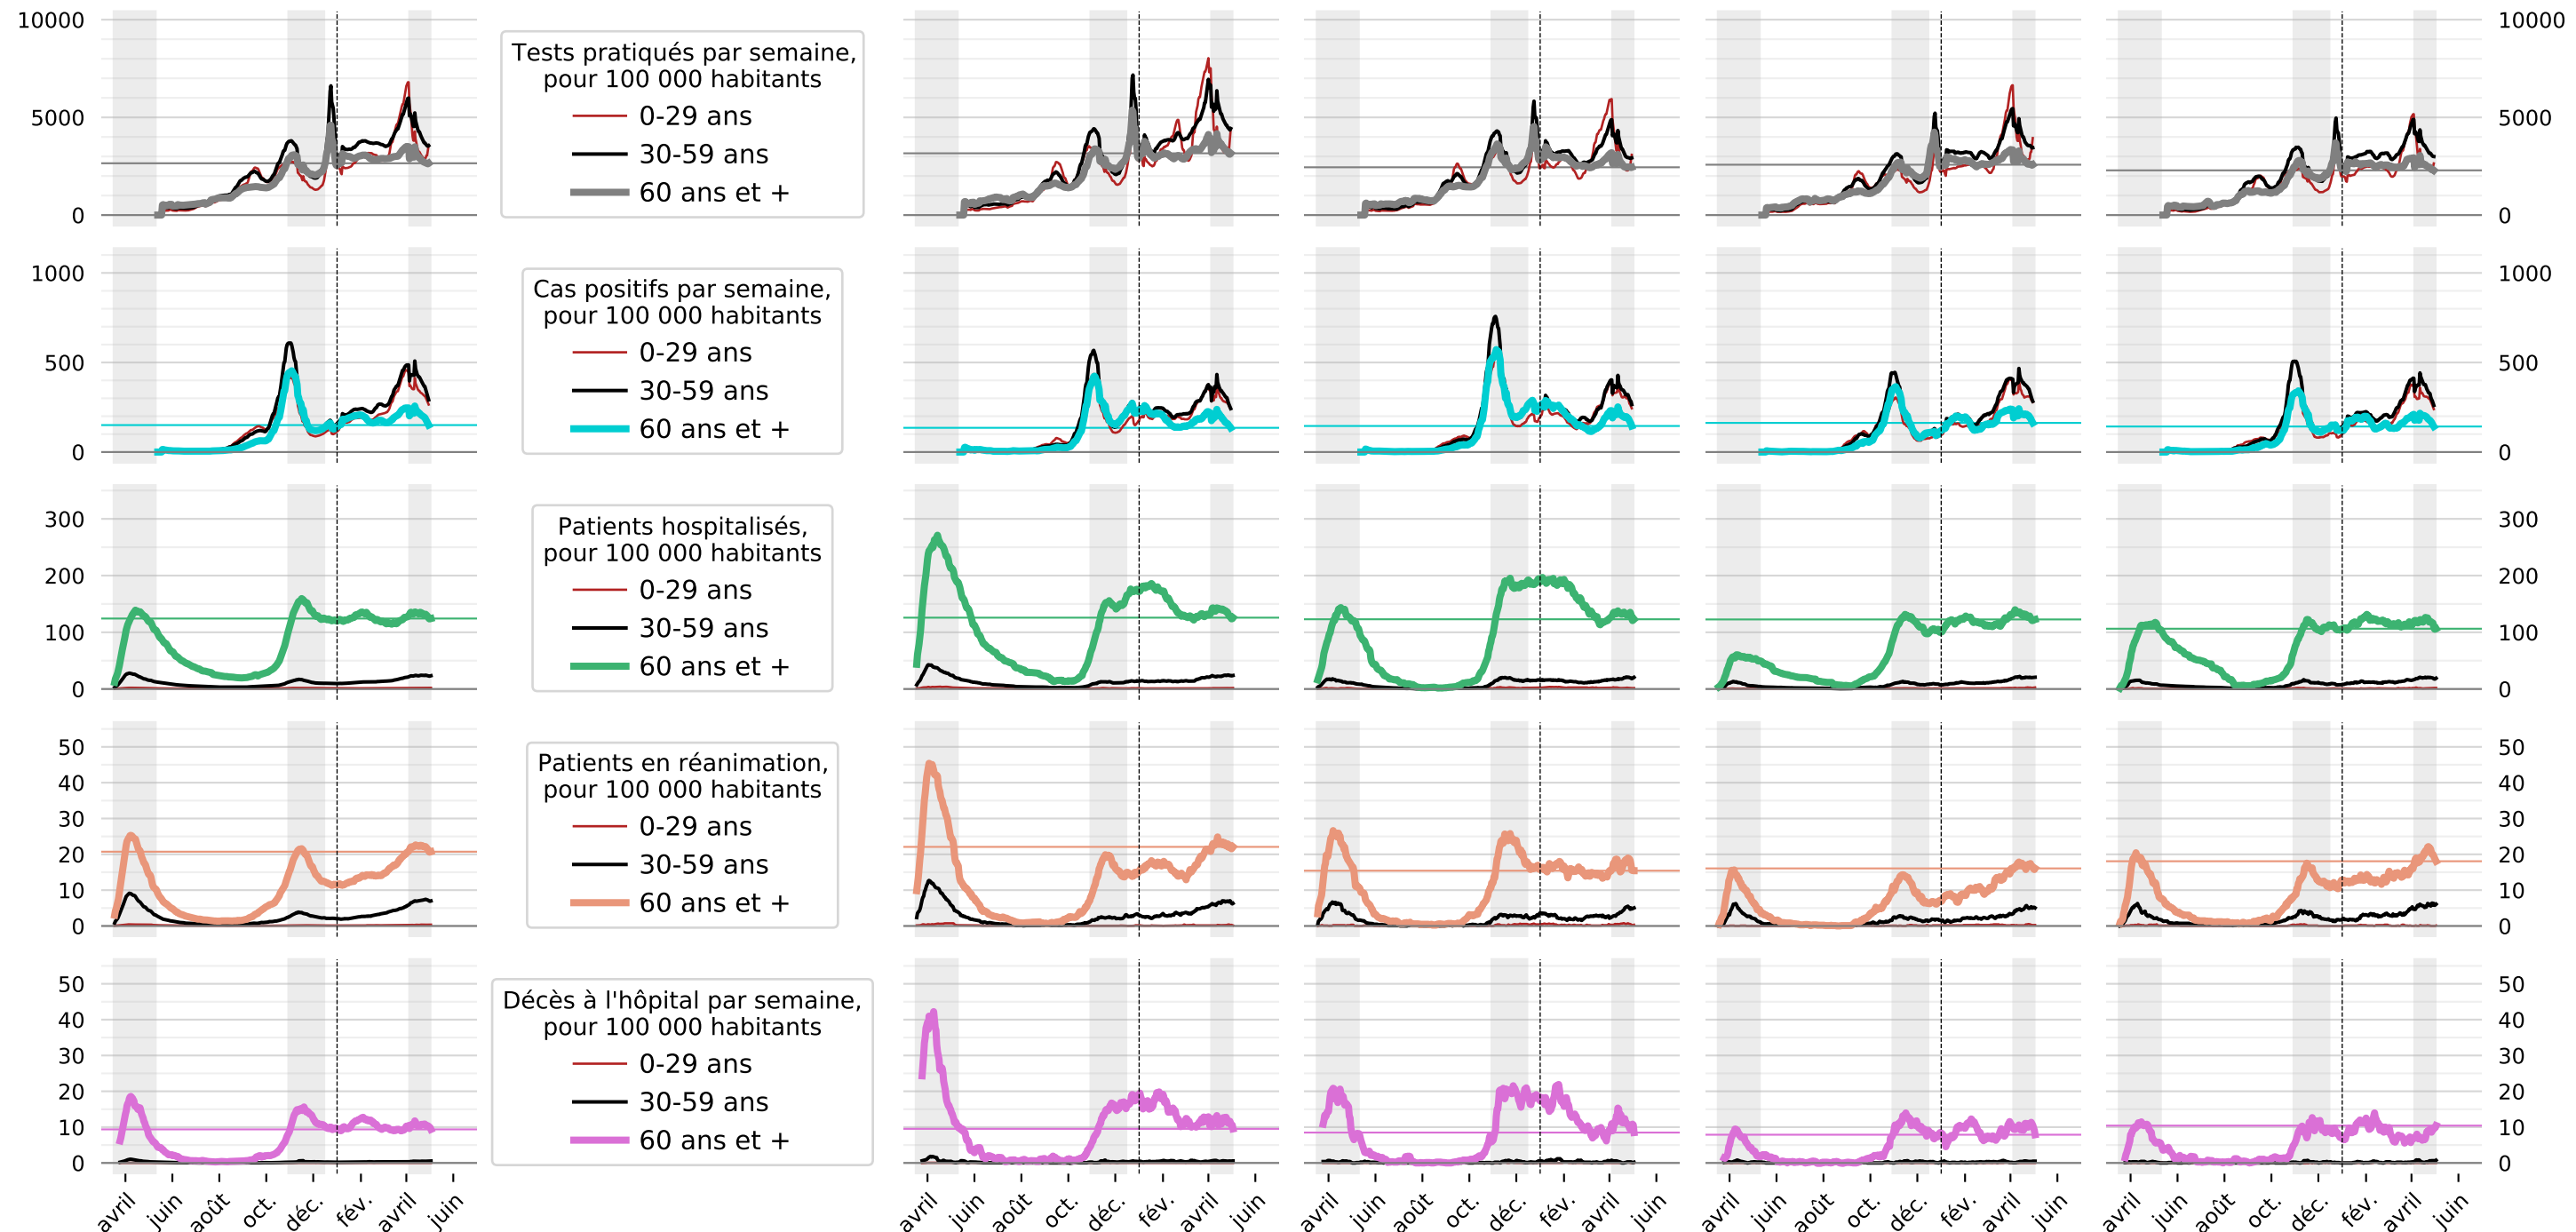 10000
5000
0
Tests pratiqués par semaine,
pour 100 000 habitants
0-29 ans
30-59 ans
60 ans et +
10000
5000
0
1000
500
0
Cas positifs par semaine,
pour 100 000 habitants
0-29 ans
30-59 ans
60 ans et +
1000
500
0
300
200
100
0
Patients hospitalisés,
pour 100 000 habitants
0-29 ans
30-59 ans
60 ans et +
300
200
100
0
50
40
30
20
10
0
Patients en réanimation,
pour 100 000 habitants
0-29 ans
30-59 ans
60 ans et +
50
40
30
20
10
0
50
40
30
20
10
0
Décès à l'hôpital par semaine,
pour 100 000 habitants
0-29 ans
30-59 ans
60 ans et +
50
40
30
20
10
0
avril juin août oct. déc. fév. avril juin
avril juin août oct. déc. fév. avril juin
avril juin août oct. déc. fév. avril juin
avril juin août oct. déc. fév. avril juin
avril juin août oct. déc. fév. avril juin